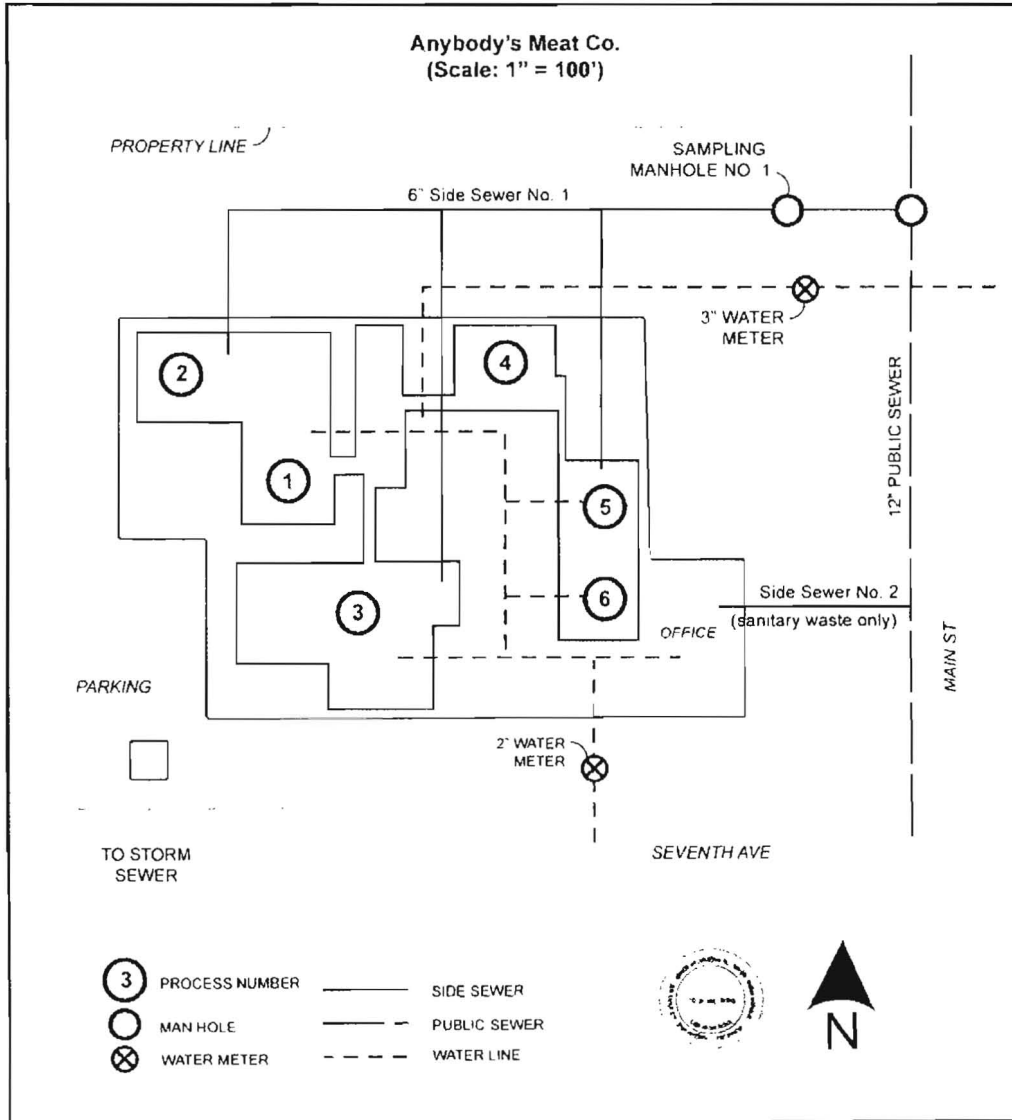 Anybody's Meat Co.
(Scale: 1" = 100')
PROPERTY LINE
SAMPLING
MANHOLE NO 1
6" Side Sewer No. 1
3" WATER
METER
2
4
1
5
12" PUBLIC SEWER
3
6
Side Sewer No. 2
(sanitary waste only)
OFFICE
MAIN ST
PARKING
2" WATER
METER
TO STORM
SEWER
SEVENTH AVE
3 PROCESS NUMBER
SIDE SEWER
MAN HOLE
PUBLIC SEWER
WATER METER
WATER LINE
N